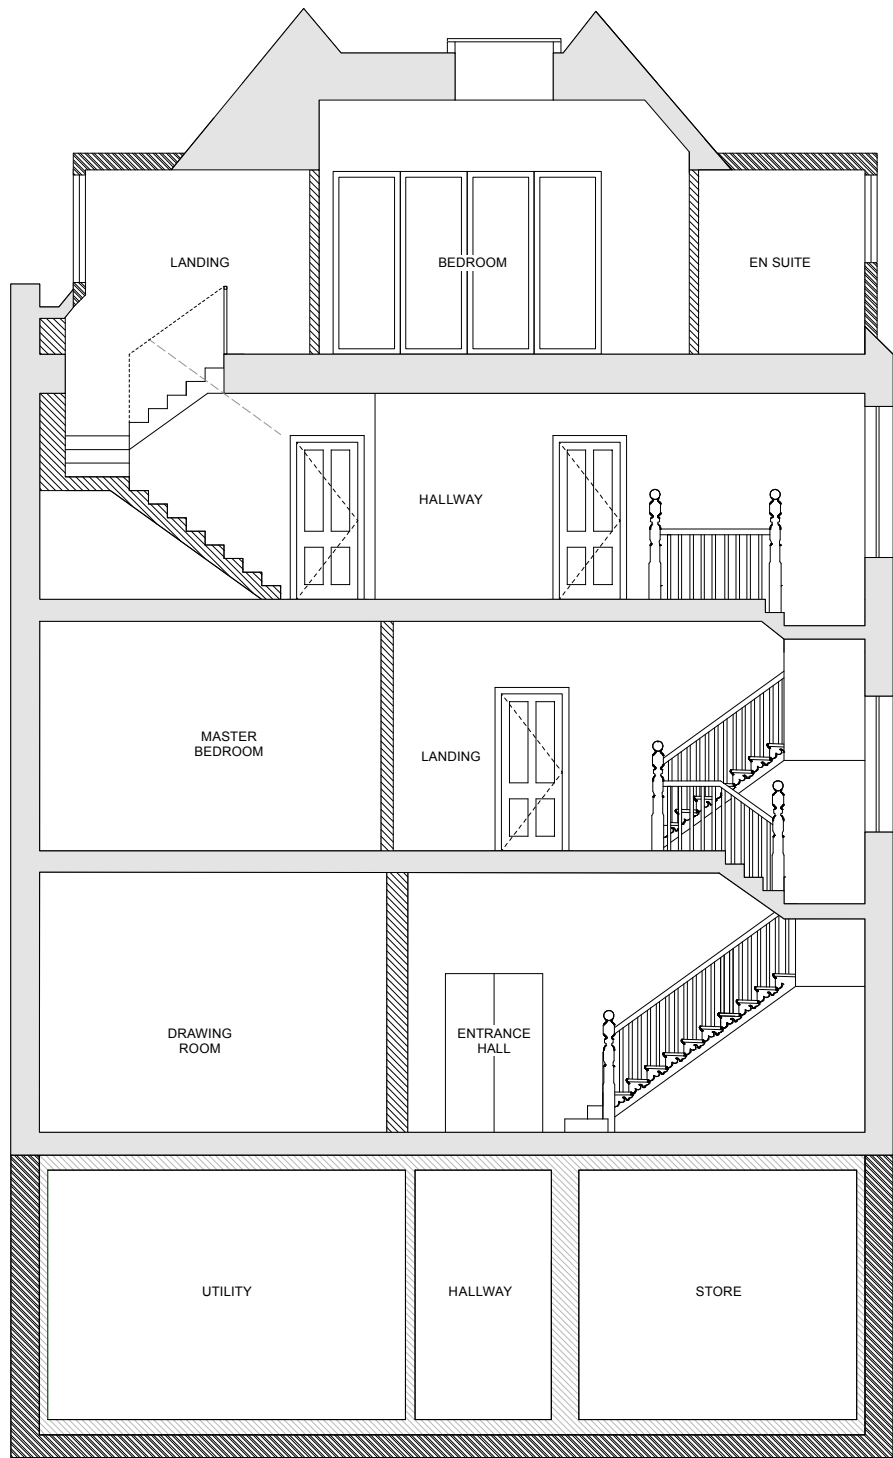 LANDING
BEDROOM
EN SUITE
HALLWAY
MASTER
BEDROOM
LANDING
DRAWING
ROOM
ENTRANCE
HALL
UTILITY
HALLWAY
STORE